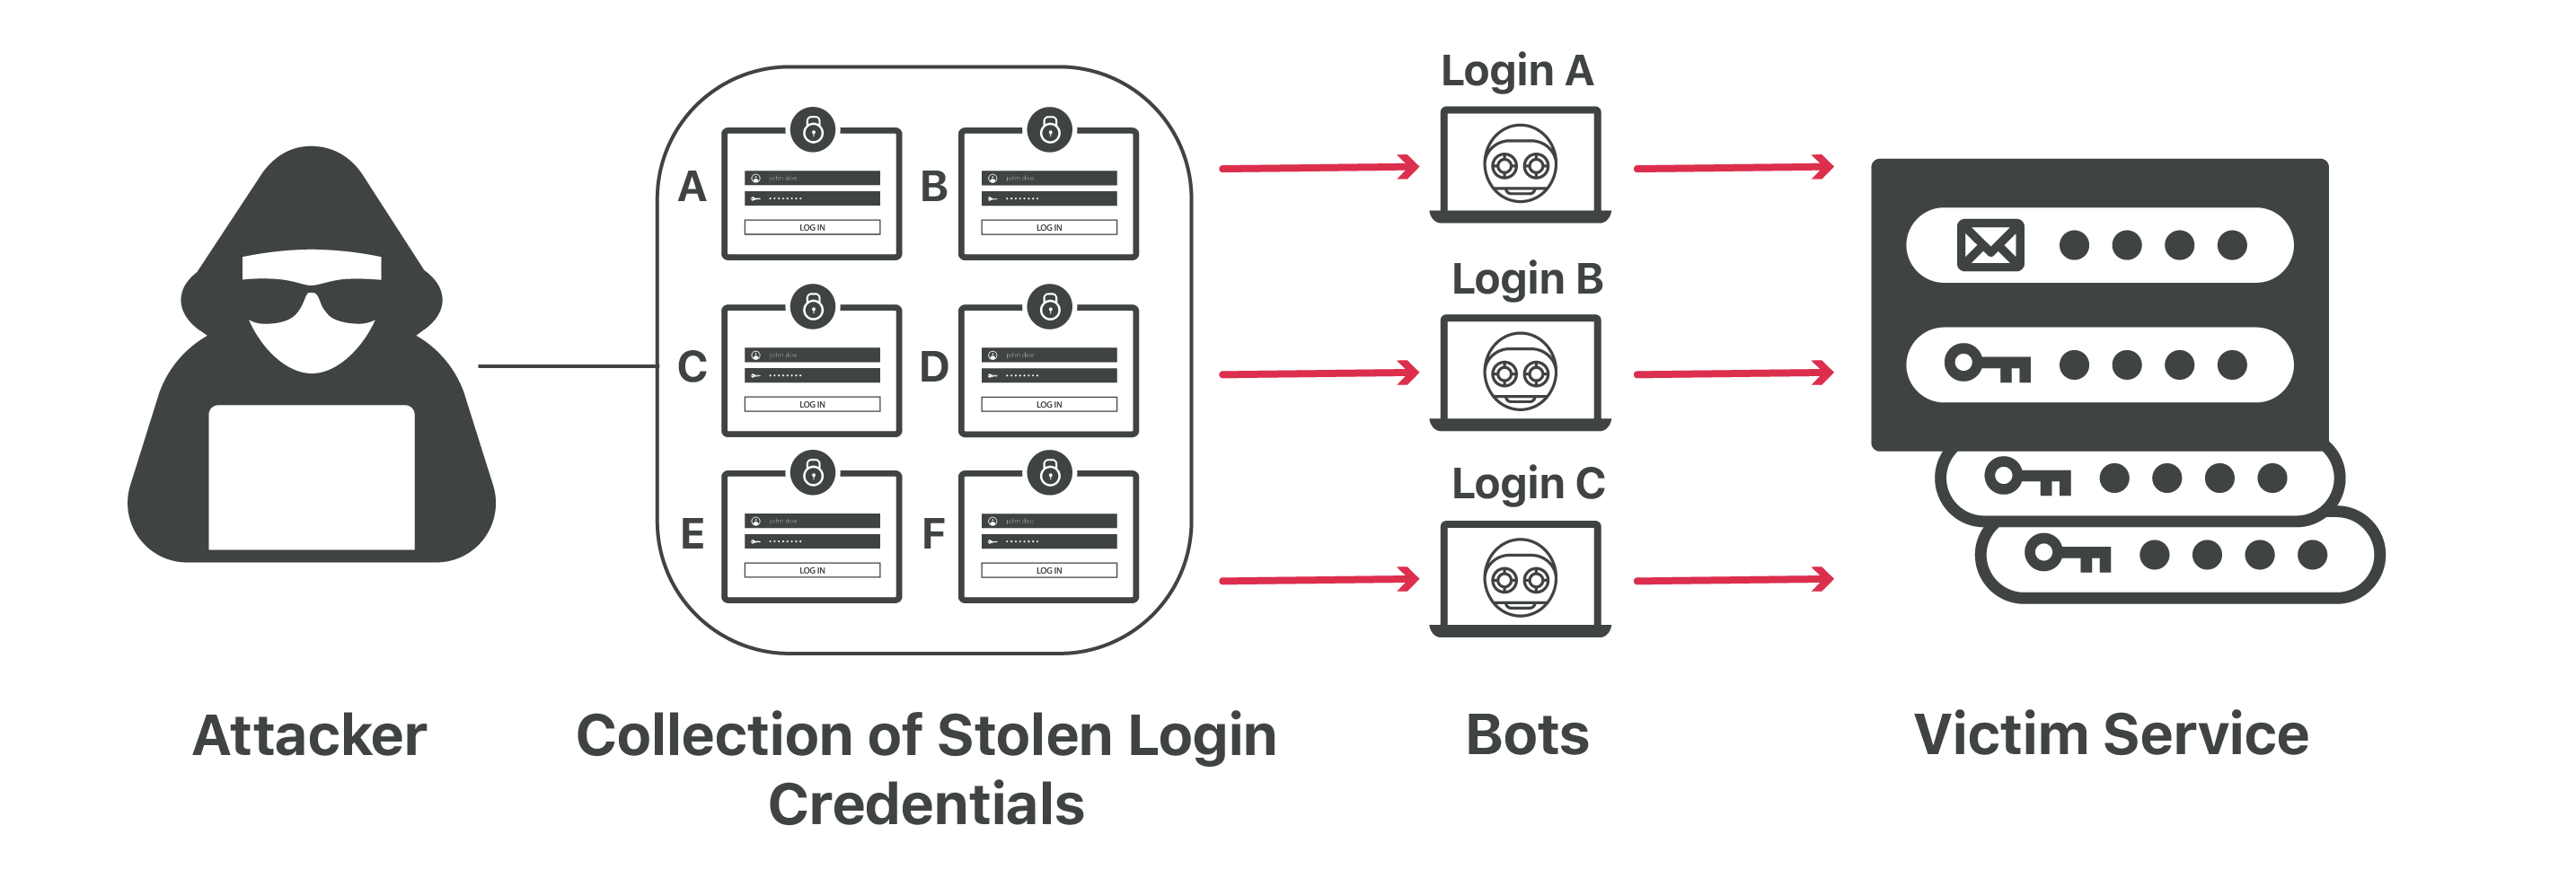 Login A
A
john doe
LOG IN
B
john doe
LOG IN
Login B
C
john doe
LOG IN
D
john doe
LOG IN
Login C
E
john doe
LOG IN
F
john doe
LOG IN
Attacker
Collection of Stolen Login
Credentials
Bots
Victim Service